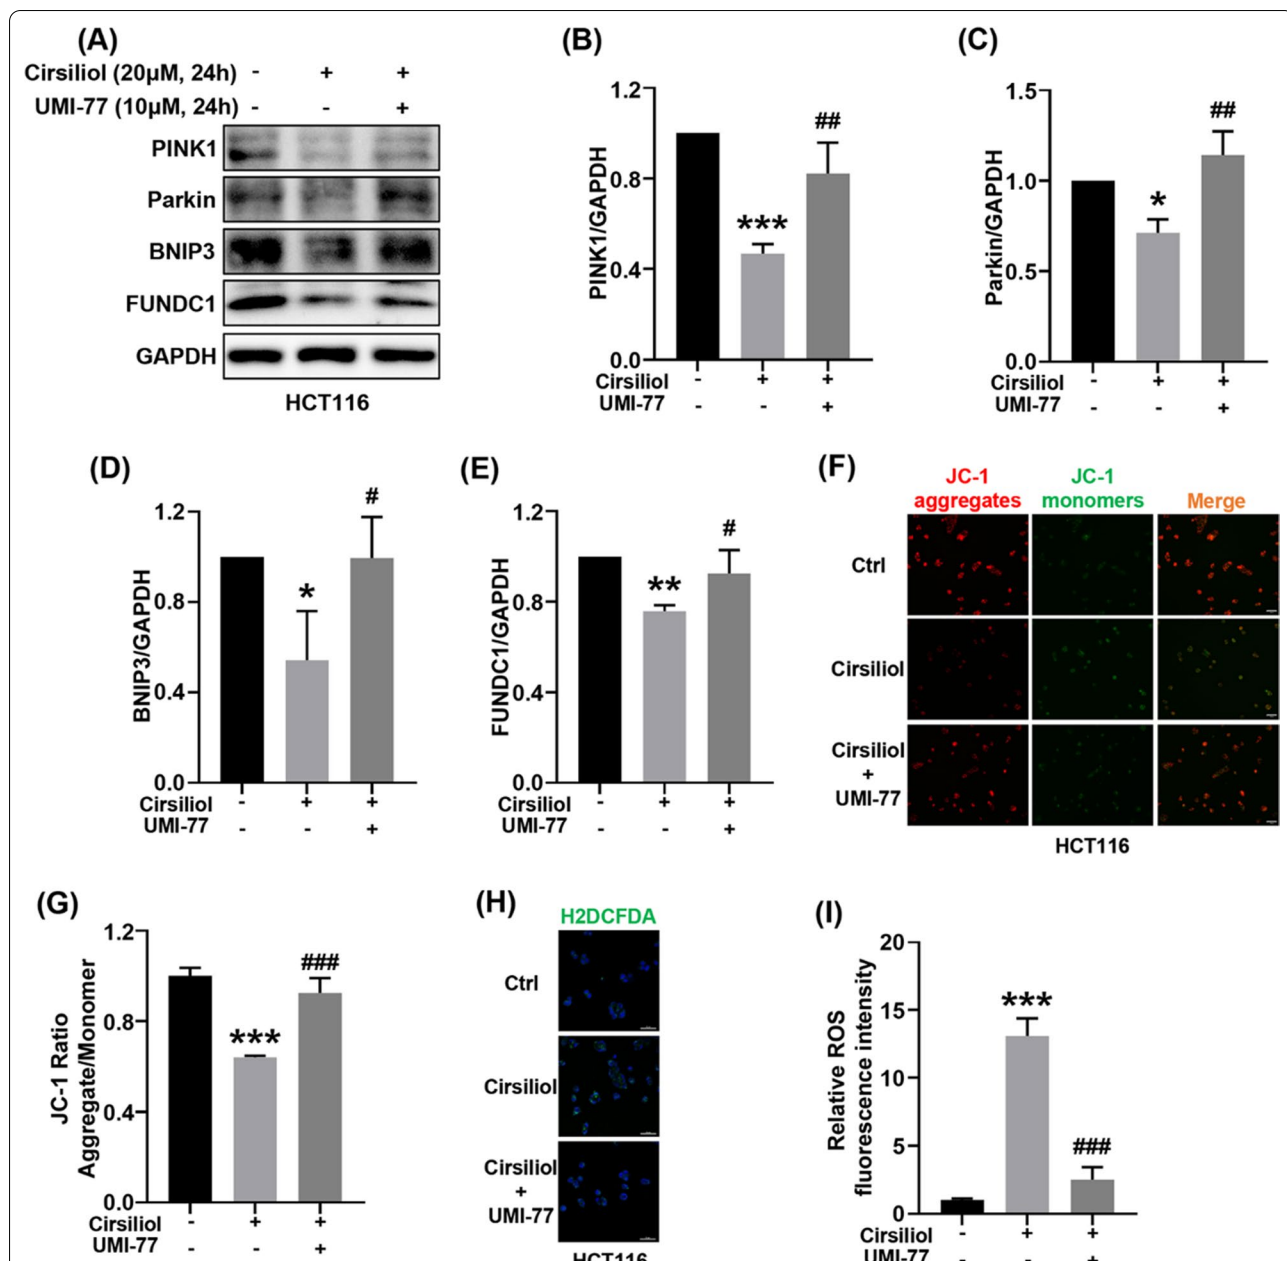 (A)
Cirsiliol (20μM, 24h) - + +
UMI-77 (10μM, 24h) - - +
PINK1
Parkin
BNIP3
FUNDC1
GAPDH
HCT116
(B)
PINK1/GAPDH
1.2
0.8
0.4
0.0
***
##
Cirsiliol - + +
UMI-77 - - +
(C)
Parkin/GAPDH
1.5
1.0
0.5
0.0
*
##
Cirsiliol - + +
UMI-77 - - +
(D)
BNIP3/GAPDH
1.2
0.8
0.4
0.0
*
#
Cirsiliol - + +
UMI-77 - - +
(E)
FUNDC1/GAPDH
1.2
0.8
0.4
0.0
**
#
Cirsiliol - + +
UMI-77 - - +
(F)
JC-1
aggregates
JC-1
monomers
Merge
Ctrl
Cirsiliol
Cirsiliol
+
UMI-77
HCT116
(G)
JC-1 Ratio
Aggregate/Monomer
1.2
0.8
0.4
0.0
***
###
Cirsiliol - + +
UMI-77 - - +
(H)
H2DCFDA
Ctrl
Cirsiliol
Cirsiliol
+
UMI-77
HCT116
(I)
Relative ROS
fluorescence intensity
20
15
10
5
0
***
###
Cirsiliol - + +
UMI-77 - - +